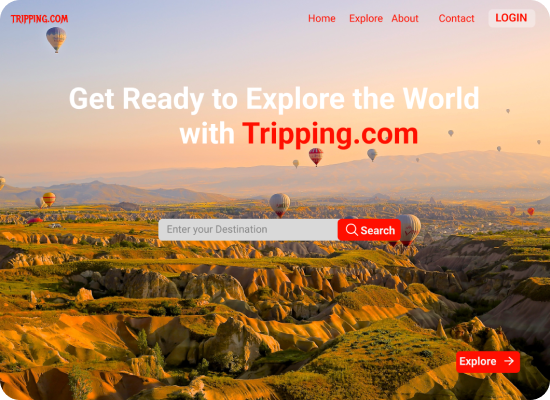 TRIPPING.COM
Home Explore About Contact LOGIN
Get Ready to Explore the World
with Tripping.com
Enter your Destination Search
Explore →